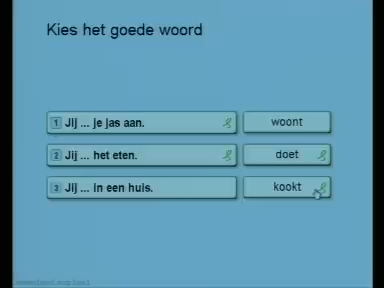 Kies het goede woord
1 Jij ... je jas aan.
woont
2 Jij ... het eten.
doet
3 Jij ... in een huis.
kookt